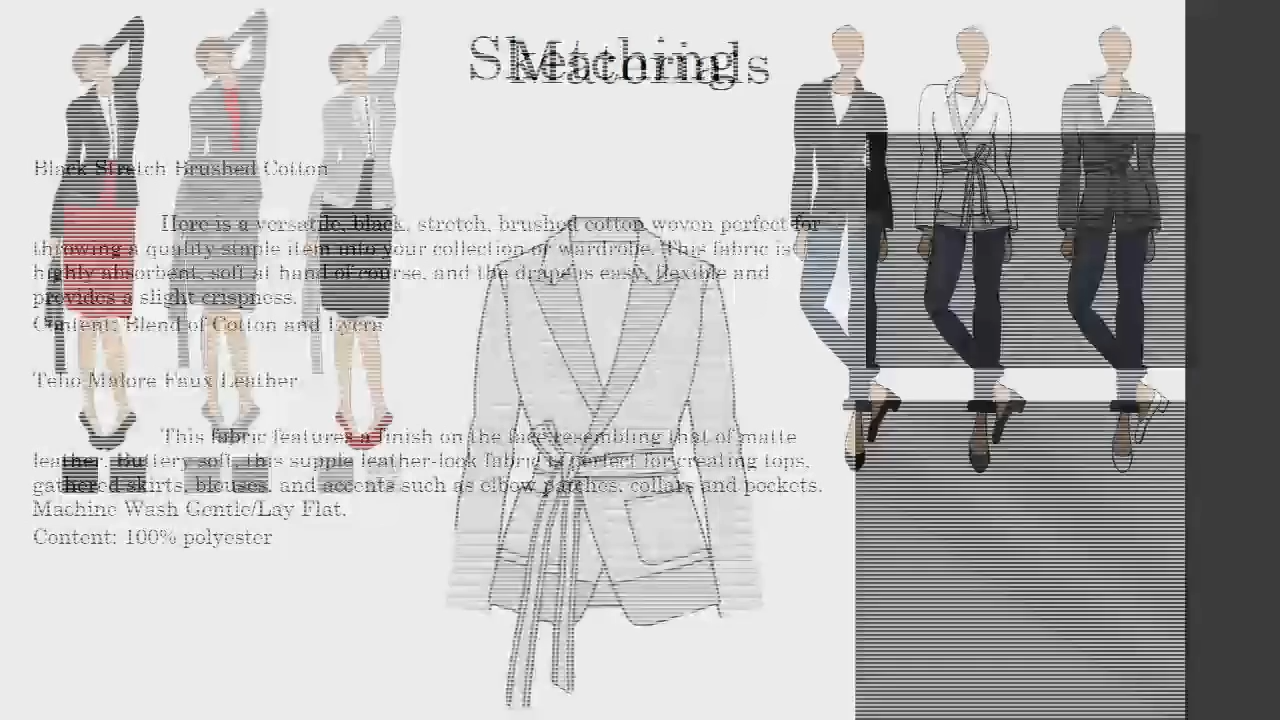 Sketching
Materials
Black Stretch Brushed Cotton
Here is a versatile, black, stretch, brushed cotton woven perfect for
throwing a quality staple item into your collection or wardrobe. This fabric is
highly absorbent, soft at hand of course, and the drape is easy, flexible and
provides a slight crispness.
Content: Blend of Cotton and Lycra
Telio Malore Faux Leather
This fabric features a finish on the face resembling that of matte
leather. Buttery soft, this supple leather-look fabric is perfect for creating tops,
gathered skirts, blouses, and accents such as elbow patches, collars and pockets.
Machine Wash Gentle/Lay Flat.
Content: 100% polyester